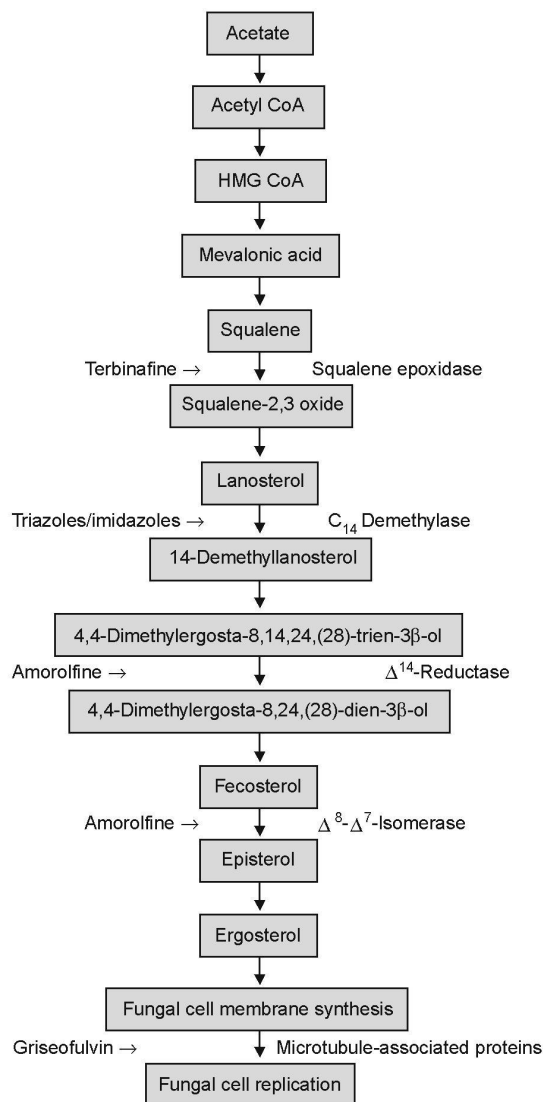 Acetate
Acetyl CoA
HMG CoA
Mevalonic acid
Squalene
Terbinafine → Squalene epoxidase
Squalene-2,3 oxide
Lanosterol
Triazoles/imidazoles → C₁₄ Demethylase
14-Demethyllanosterol
4,4-Dimethylergosta-8,14,24,(28)-trien-3β-ol
Amorolfine → Δ¹⁴-Reductase
4,4-Dimethylergosta-8,24,(28)-dien-3β-ol
Fecosterol
Amorolfine → Δ⁸-Δ⁷-Isomerase
Episterol
Ergosterol
Fungal cell membrane synthesis
Griseofulvin → Microtubule-associated proteins
Fungal cell replication